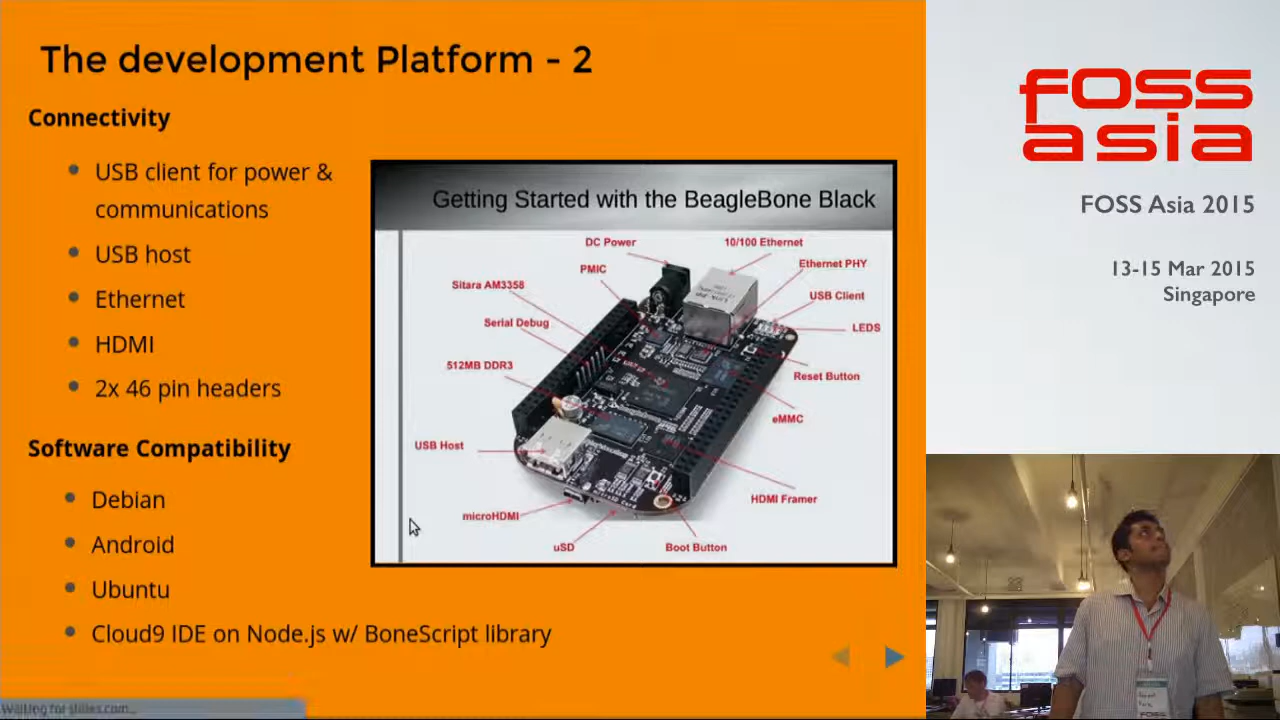 The development Platform - 2
Connectivity
USB client for power &
communications
USB host
Ethernet
HDMI
2x 46 pin headers
Software Compatibility
Debian
Android
Ubuntu
Cloud9 IDE on Node.js w/ BoneScript library
Getting Started with the BeagleBone Black
DC Power
10/100 Ethernet
PMIC
Ethernet PHY
Sitara AM3358
USB Client
Serial Debug
LEDS
512MB DDR3
Reset Button
eMMC
USB Host
HDMI Framer
microHDMI
uSD
Boot Button
FOSS
asia
FOSS Asia 2015
13-15 Mar 2015
Singapore
FOSS